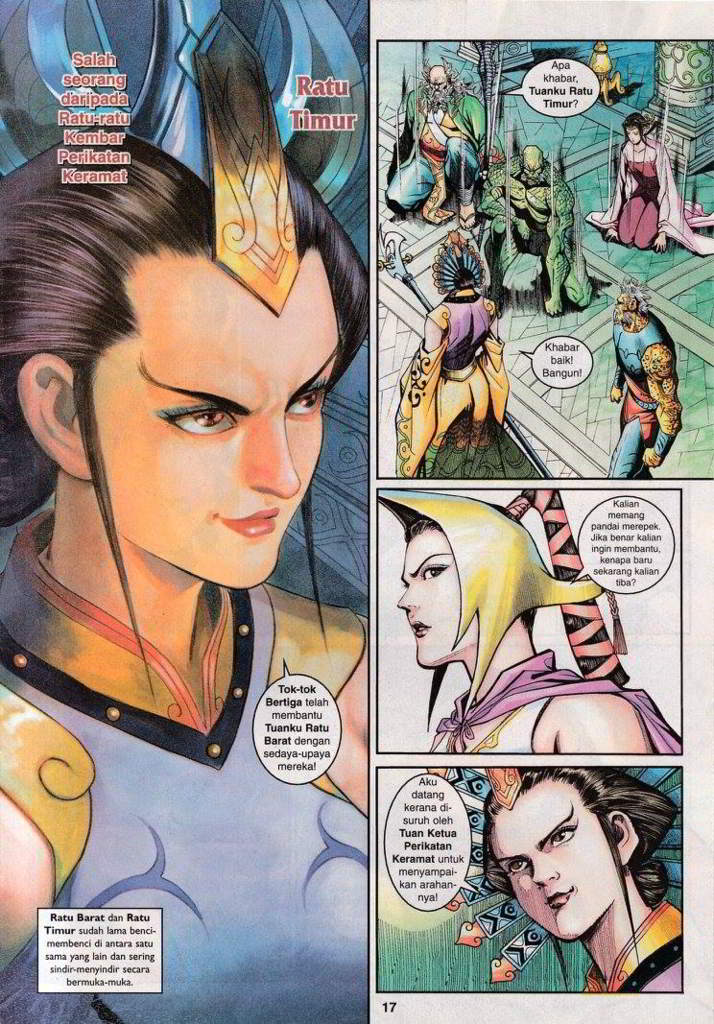 Salah
seorang
daripada
Ratu-ratu
Kembar
Perikatan
Keramat
Ratu
Timur
Tok-tok
Bertiga telah
membantu
Tuanku Ratu
Barat dengan
sedaya-upaya
mereka!
Ratu Barat dan Ratu
Timur sudah lama benci-
membenci di antara satu
sama yang lain dan sering
sindir-menyindir secara
bermuka-muka.
Apa
khabar,
Tuanku Ratu
Timur?
Khabar
baik!
Bangun!
Kalian
memang
pandai merepek.
Jika benar kalian
ingin membantu,
kenapa baru
sekarang kalian
tiba?
Aku
datang
kerana di-
suruh oleh
Tuan Ketua
Perikatan
Keramat untuk
menyampai-
kan arahan-
nya!
17